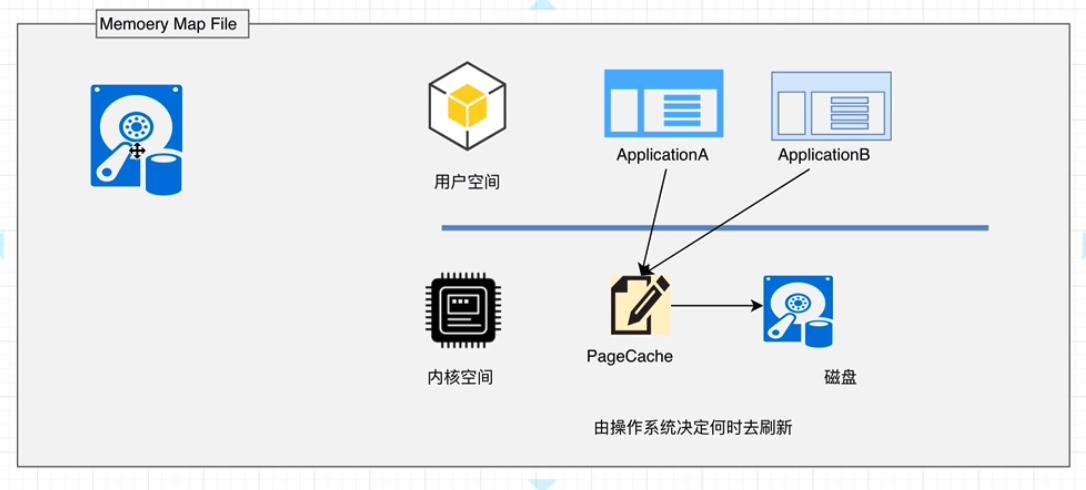 Memoery Map File
ApplicationA
ApplicationB
用户空间
PageCache
内核空间
磁盘
由操作系统决定何时去刷新